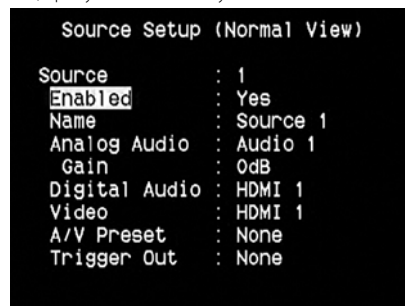 Source Setup (Normal View)
Source : 1
Enabled : Yes
Name : Source 1
Analog Audio : Audio 1
Gain : 0dB
Digital Audio : HDMI 1
Video : HDMI 1
A/V Preset : None
Trigger Out : None